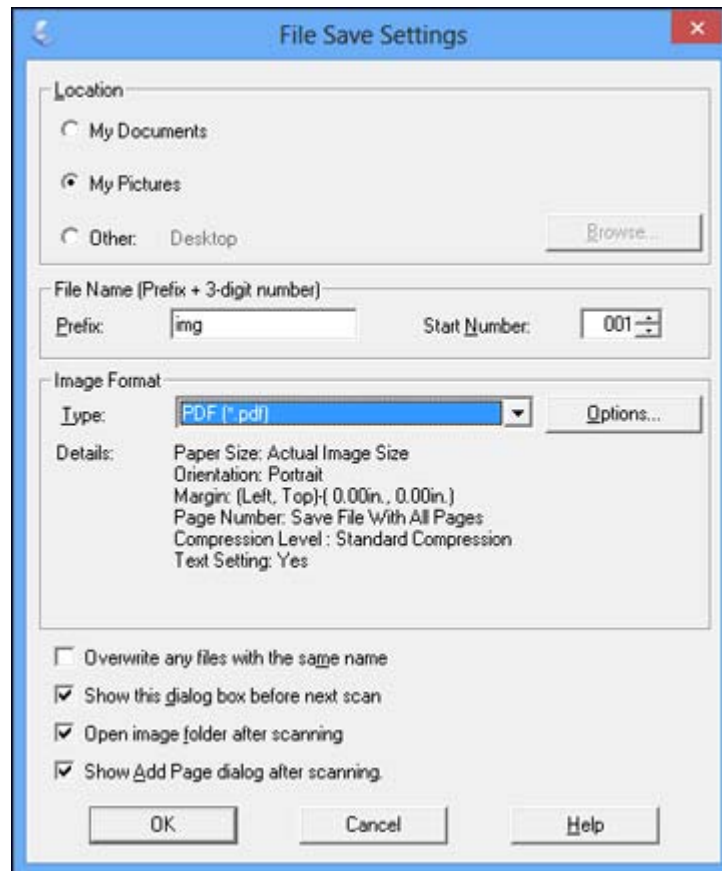 File Save Settings
Location
My Documents
My Pictures
Other: Desktop Browse...
File Name (Prefix + 3-digit number)
Prefix: img Start Number: 001
Image Format
Type: PDF (*.pdf) Options...
Details: Paper Size: Actual Image Size
Orientation: Portrait
Margin: (Left, Top)-( 0.00in., 0.00in.)
Page Number: Save File With All Pages
Compression Level : Standard Compression
Text Setting: Yes
Overwrite any files with the same name
Show this dialog box before next scan
Open image folder after scanning
Show Add Page dialog after scanning.
OK Cancel Help